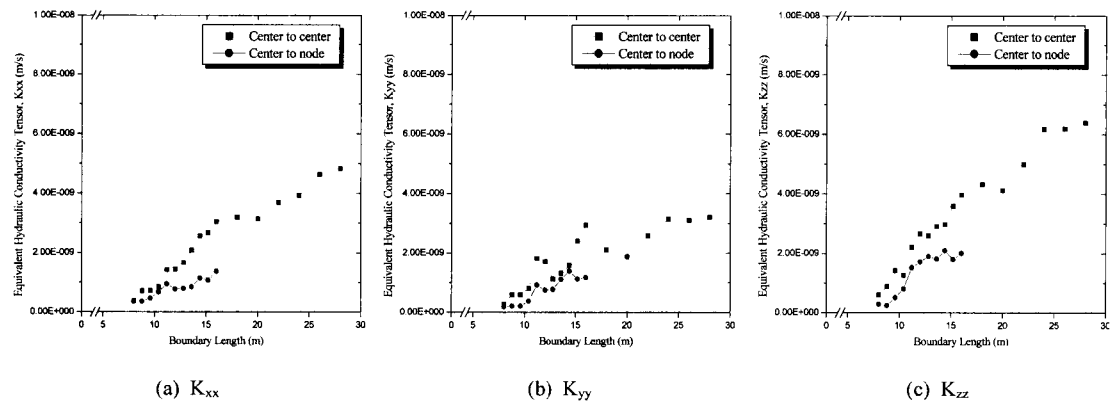 1.00E-008
8.00E-009
6.00E-009
4.00E-009
2.00E-009
0.00E+000
Equivalent Hydraulic Conductivity Tensor, Kxx (m/s)
Center to center
Center to node
0 5 10 15 20 25 30
Boundary Length (m)
(a) Kxx
1.00E-008
8.00E-009
6.00E-009
4.00E-009
2.00E-009
0.00E+000
Equivalent Hydraulic Conductivity Tensor, Kyy (m/s)
Center to center
Center to node
0 5 10 15 20 25 30
Boundary Length (m)
(b) Kyy
1.00E-008
8.00E-009
6.00E-009
4.00E-009
2.00E-009
0.00E+000
Equivalent Hydraulic Conductivity Tensor, Kzz (m/s)
Center to center
Center to node
0 5 10 15 20 25 30
Boundary Length (m)
(c) Kzz